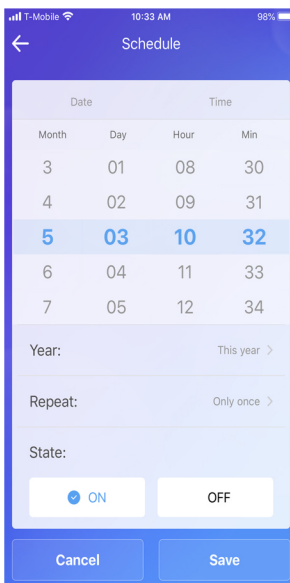 T-Mobile 10:33 AM 98%
Schedule
Date Time
Month Day Hour Min
3 01 08 30
4 02 09 31
5 03 10 32
6 04 11 33
7 05 12 34
Year: This year >
Repeat: Only once >
State:
ON OFF
Cancel Save